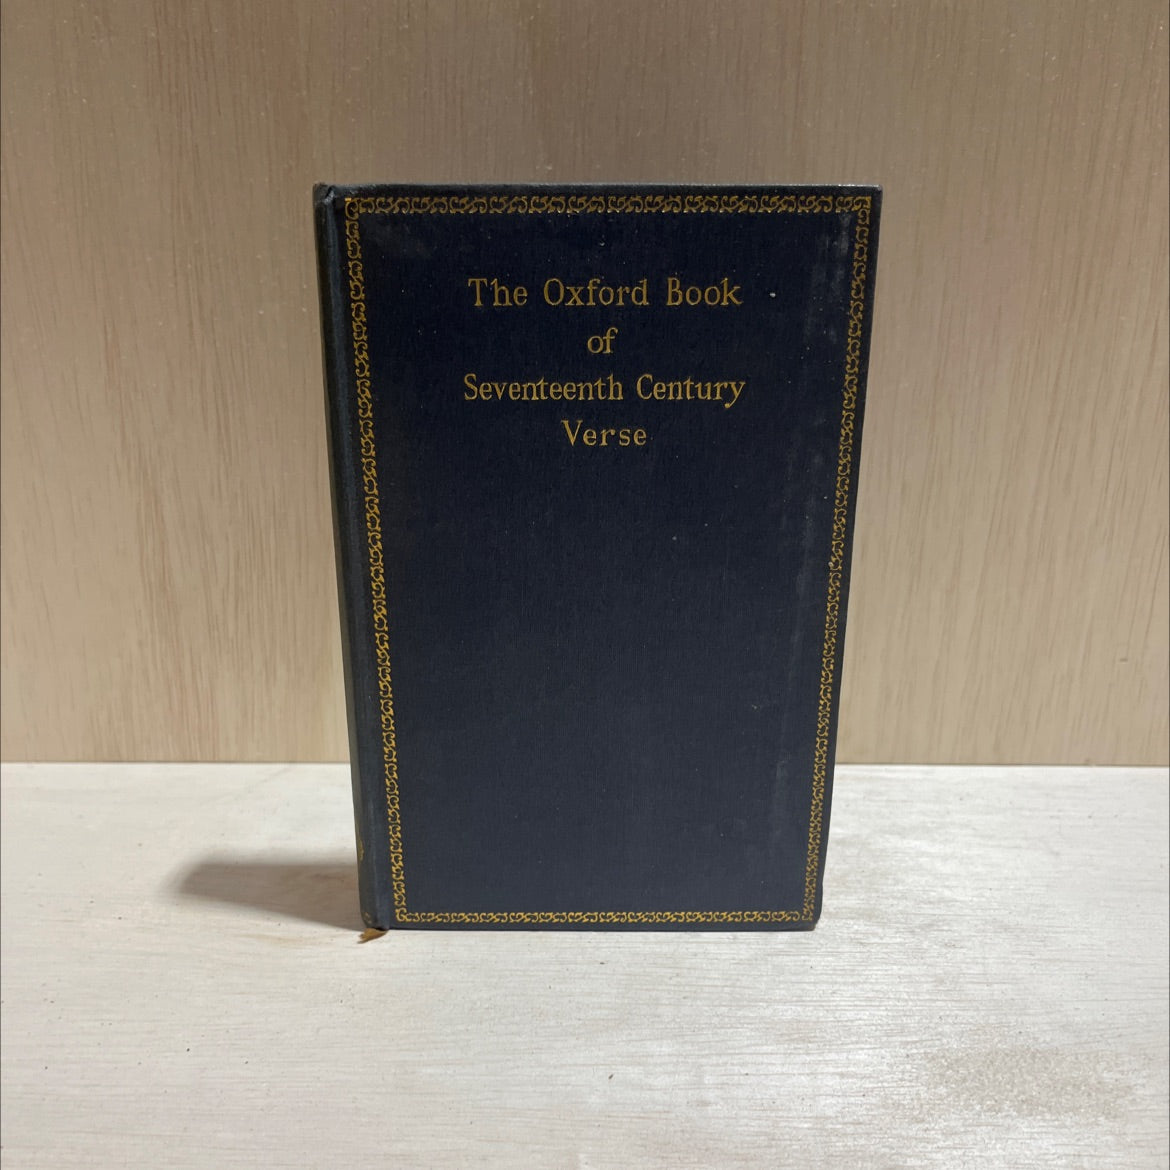 The Oxford Book
of
Seventeenth Century
Verse